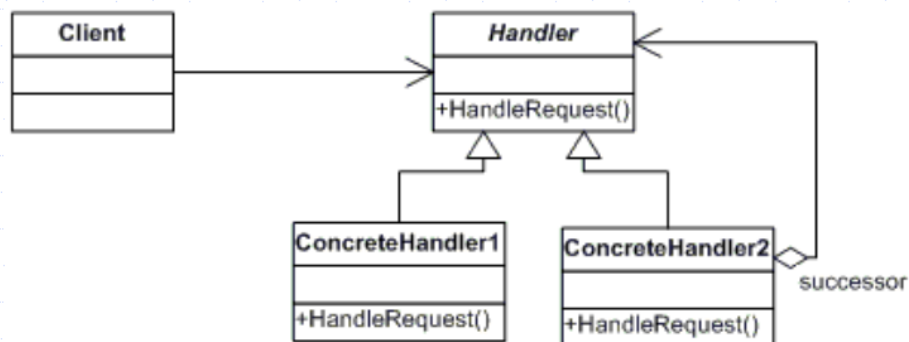 Client
Handler
+HandleRequest()
ConcreteHandler1
+HandleRequest()
ConcreteHandler2
+HandleRequest()
successor